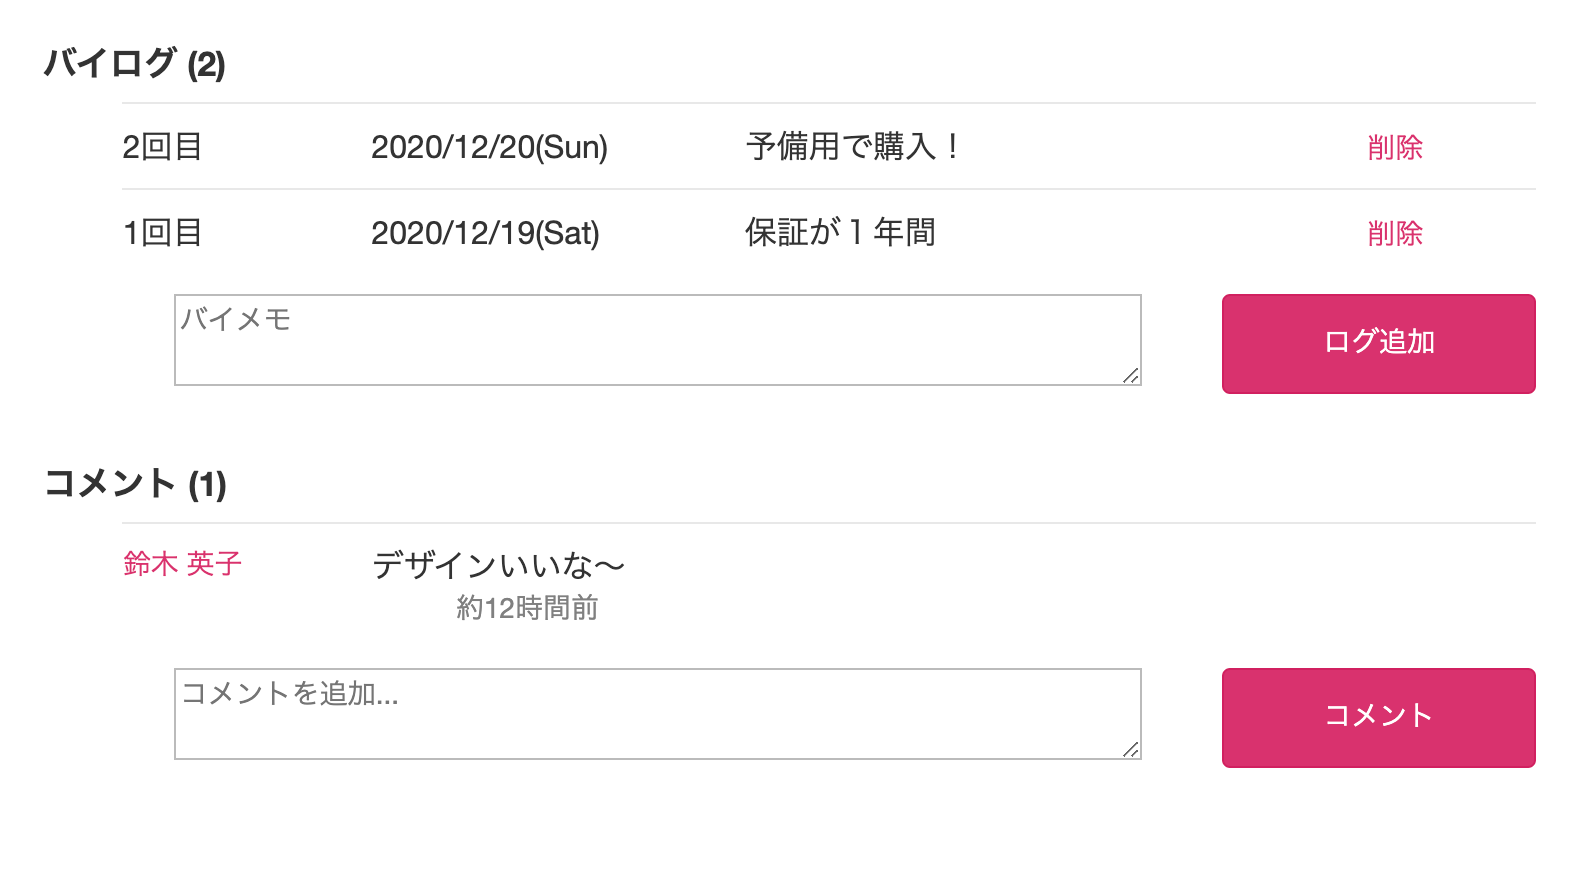 バイログ (2)
2回目 2020/12/20(Sun) 予備用で購入！ 削除
1回目 2020/12/19(Sat) 保証が１年間 削除
バイメモ
ログ追加
コメント (1)
鈴木 英子 デザインいいな〜
約12時間前
コメントを追加...
コメント